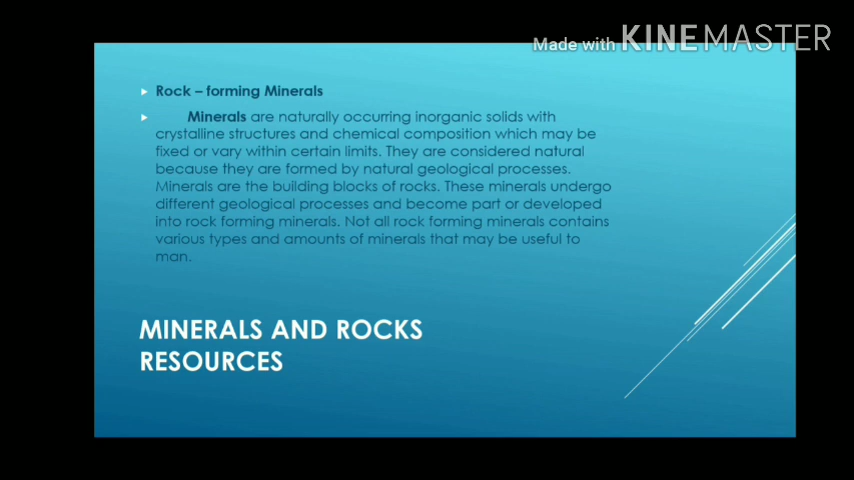 Made with KINEMASTER
Rock – forming Minerals
Minerals are naturally occurring inorganic solids with
crystalline structures and chemical composition which may be
fixed or vary within certain limits. They are considered natural
because they are formed by natural geological processes.
Minerals are the building blocks of rocks. These minerals undergo
different geological processes and become part or developed
into rock forming minerals. Not all rock forming minerals contains
various types and amounts of minerals that may be useful to
man.
MINERALS AND ROCKS
RESOURCES